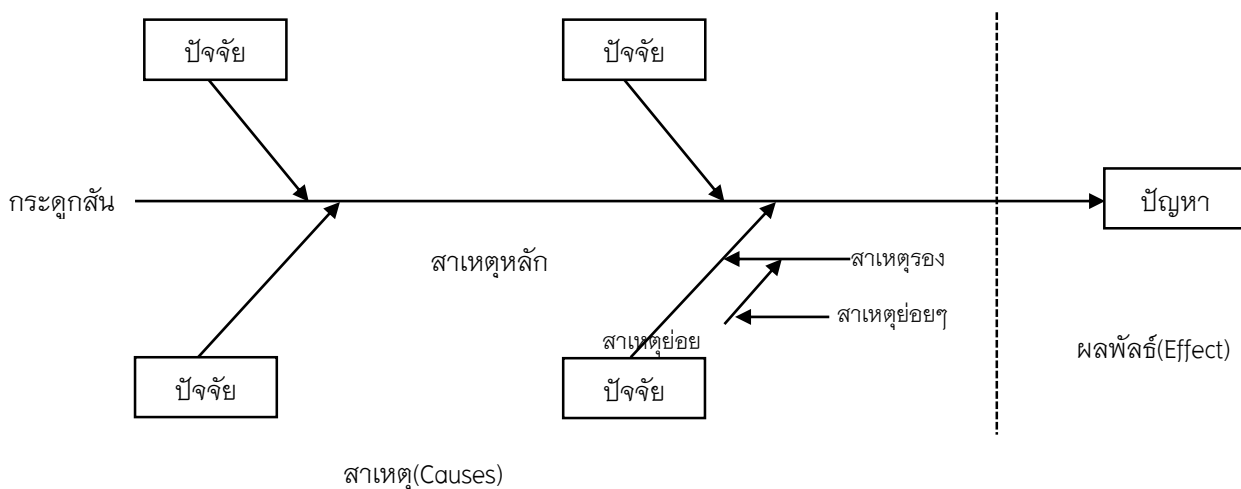 ปัจจัย
ปัจจัย
กระดูกสัน
ปัญหา
สาเหตุหลัก
สาเหตุรอง
สาเหตุย่อยๆ
สาเหตุย่อย
ผลพัลธ์(Effect)
ปัจจัย
ปัจจัย
สาเหตุ(Causes)